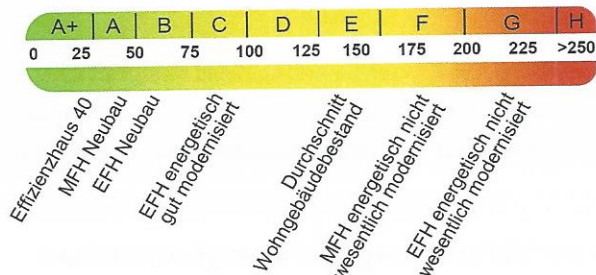 A+ A B C D E F G H
0 25 50 75 100 125 150 175 200 225 >250
Effizienzhaus 40
MFH Neubau
EFH Neubau
EFH energetisch
gut modernisiert
Durchschnitt
Wohngebäudebestand
MFH energetisch nicht
wesentlich modernisiert
EFH energetisch nicht
wesentlich modernisiert